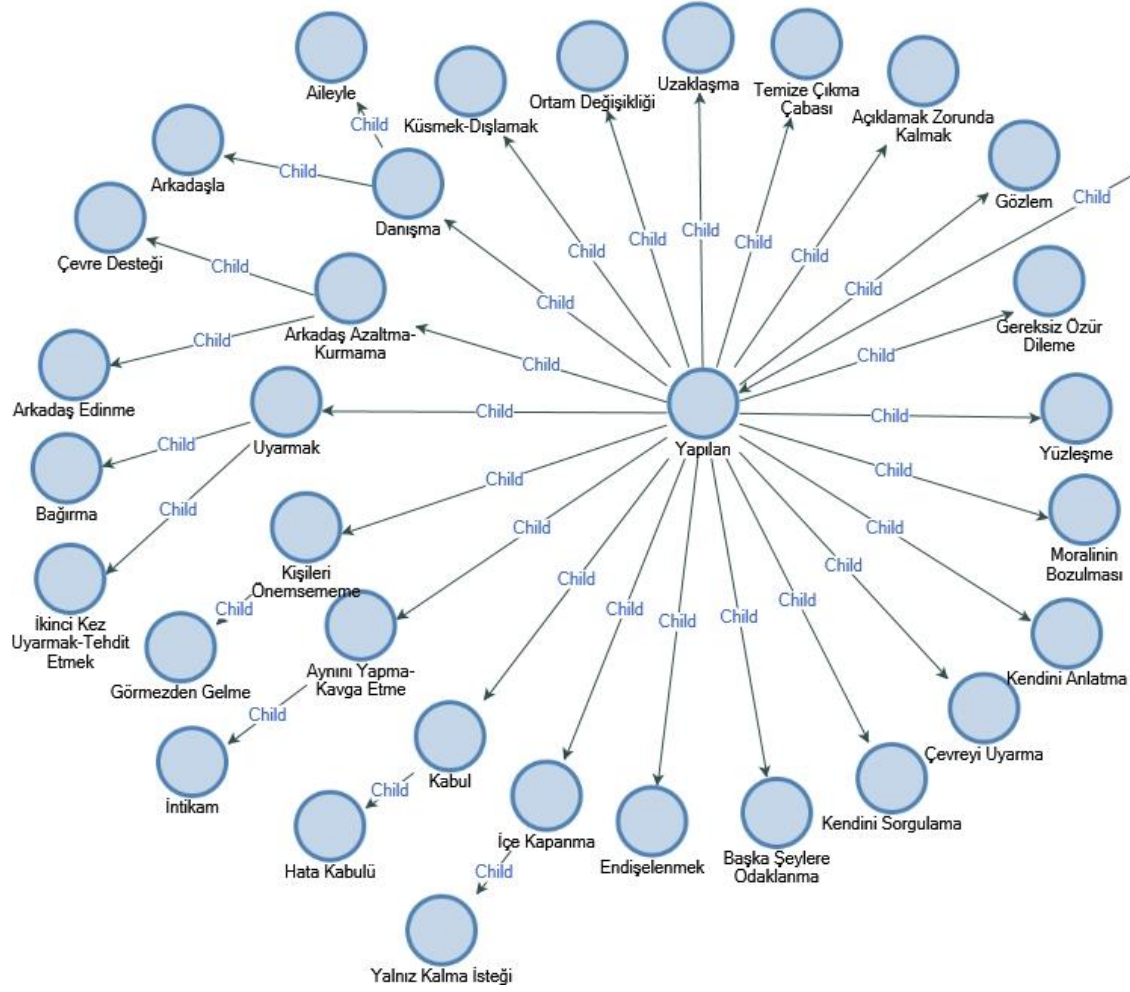 Aileyle
Küsmek-Dışlamak
Ortam Değişikliği
Uzaklaşma
Temize Çıkma
Çabası
Açıklamak Zorunda
Kalmak
Child
Arkadaşla
Child
Danışma
Gözlem
Child
Çevre Desteği
Child
Child
Child
Child
Child
Child
Child
Child
Child
Arkadaş Azaltma-
Kurmama
Child
Gereksiz Özür
Dileme
Child
Child
Child
Arkadaş Edinme
Uyarmak
Child
Child
Yapılan
Yüzleşme
Child
Bağırma
Child
Child
Child
Child
Child
Child
Moralinin
Bozulması
Kişileri
Önemsememe
Child
Child
Child
İkinci Kez
Uyarmak-Tehdit
Etmek
Child
Child
Child
Child
Child
Görmezden Gelme
Aynını Yapma-
Kavga Etme
Kendini Anlatma
Child
İntikam
Kabul
Çevreyi Uyarma
Child
Hata Kabulü
İçe Kapanma
Endişelenmek
Başka Şeylere
Odaklanma
Kendini Sorgulama
Child
Yalnız Kalma İsteği